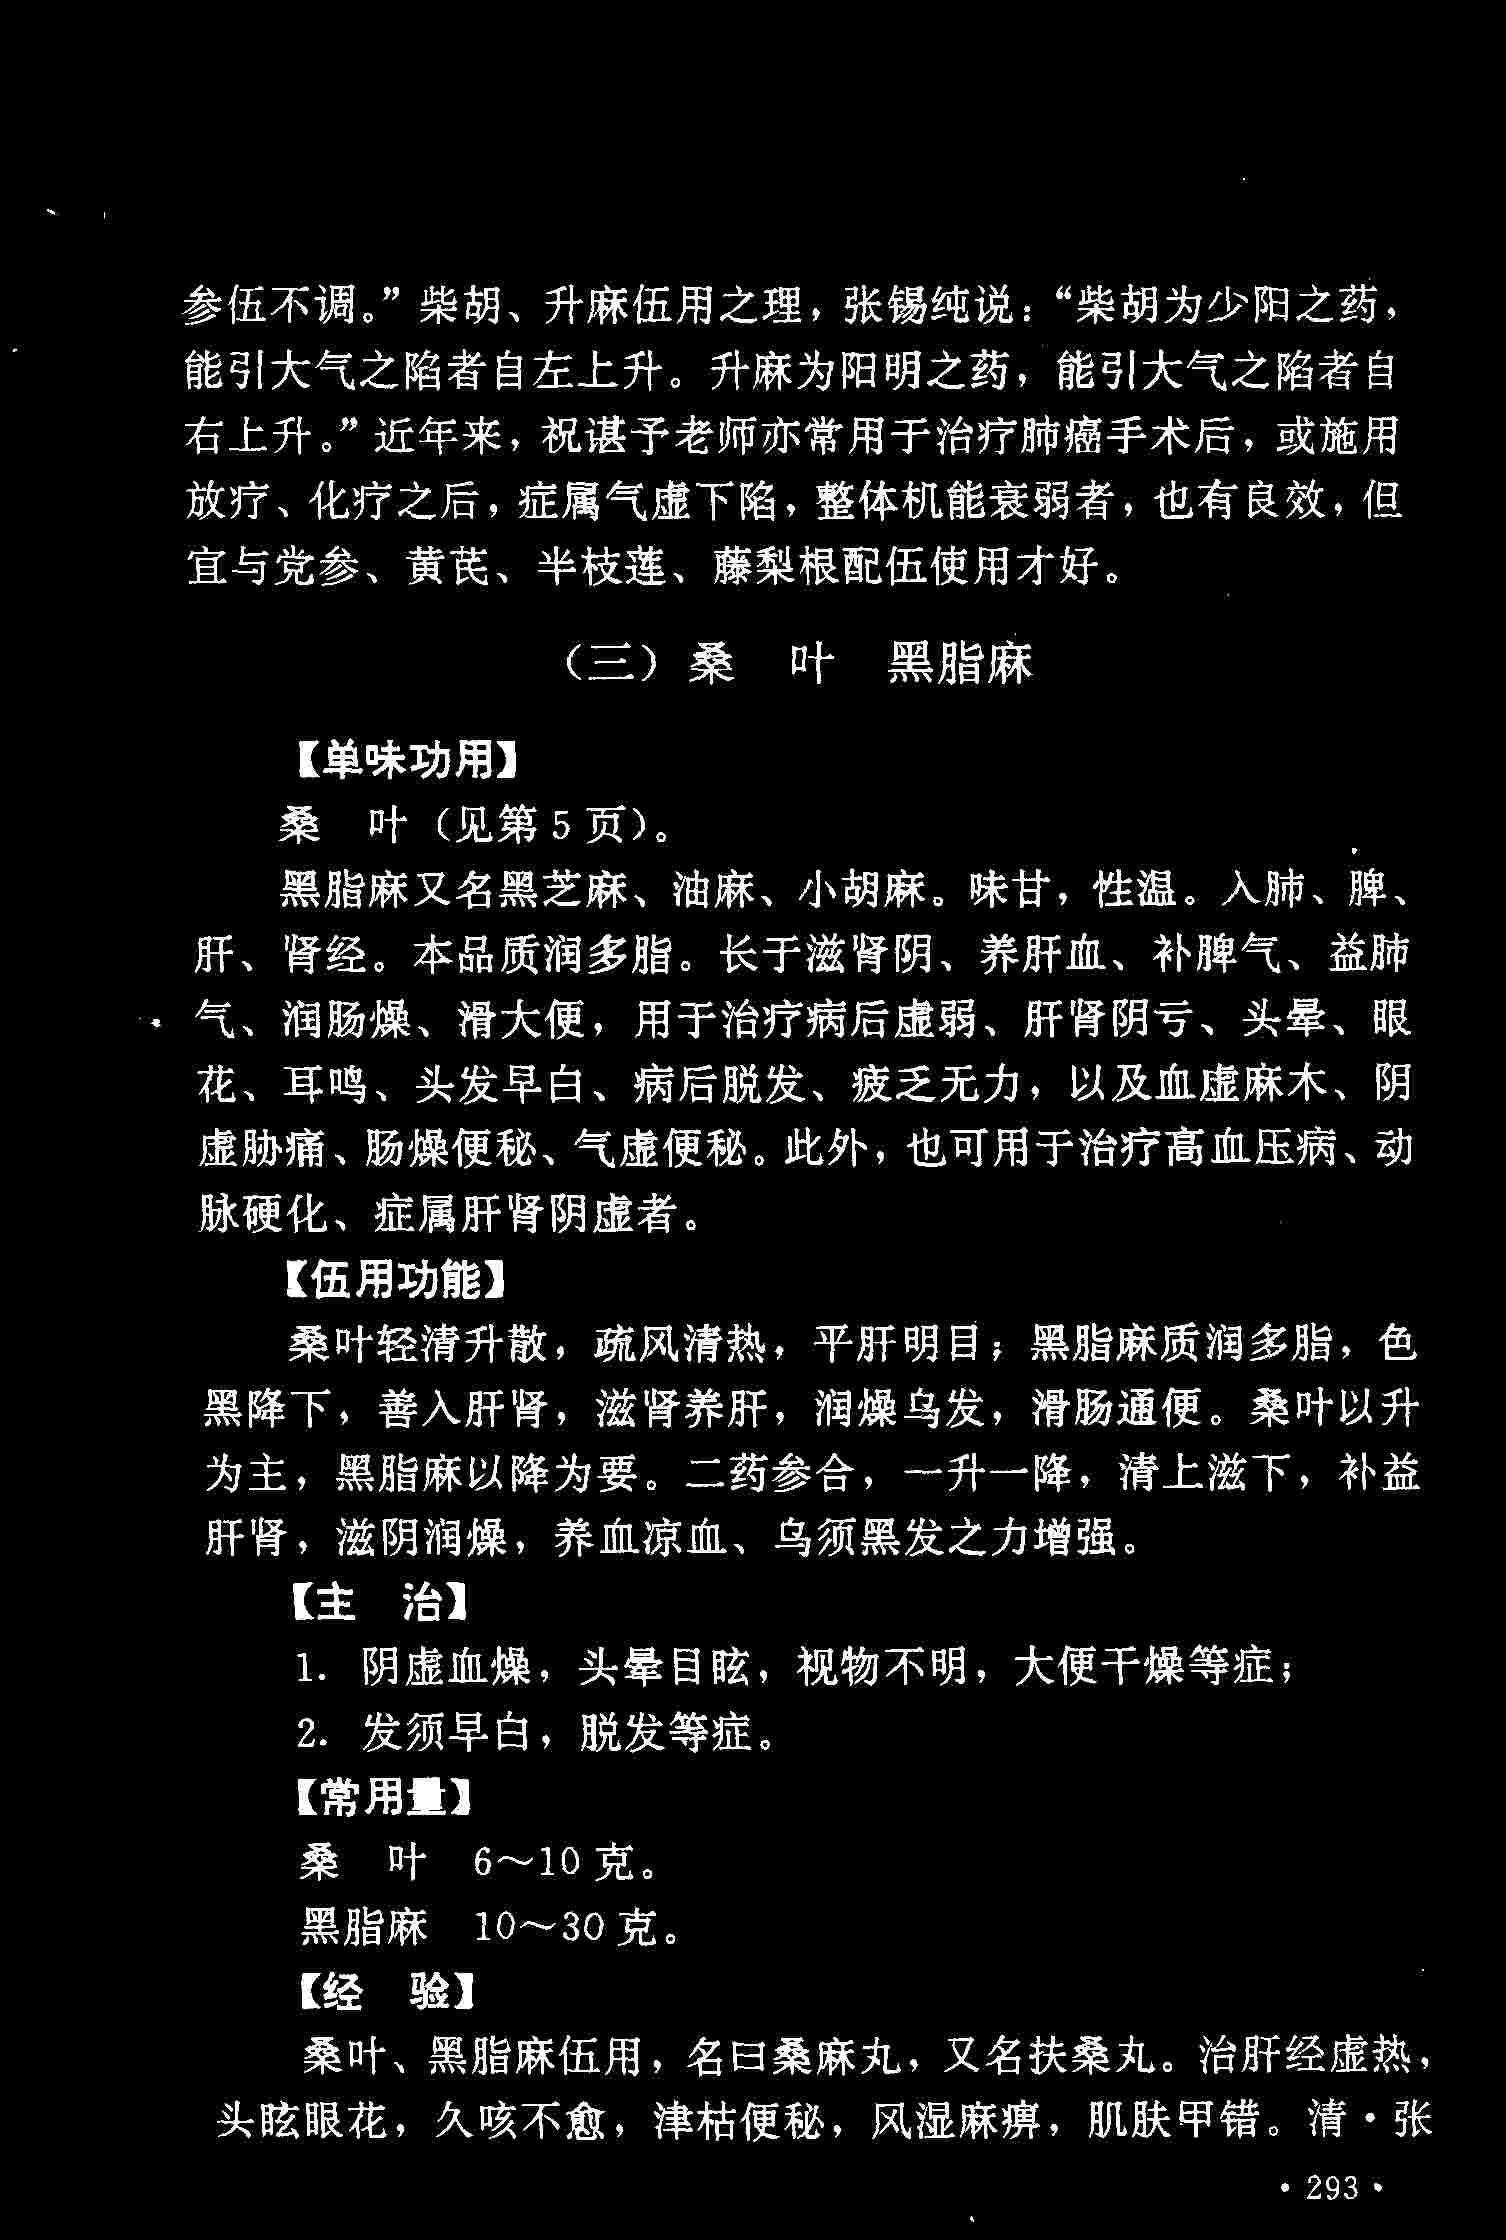 参伍不调。”柴胡、升麻伍用之理，张锡纯说：“柴胡为少阳之药，
能引大气之陷者自左上升。升麻为阳明之药，能引大气之陷者自
右上升。”近年来，祝谌予老师亦常用于治疗肺癌手术后，或施用
放疗、化疗之后，症属气虚下陷，整体机能衰弱者，也有良效，但
宜与党参、黄芪、半枝莲、藤梨根配伍使用才好。
（三）桑　叶　黑脂麻
【单味功用】
桑　叶（见第5页）。
黑脂麻又名黑芝麻、油麻、小胡麻。味甘，性温。入肺、脾、
肝、肾经。本品质润多脂。长于滋肾阴、养肝血、补脾气、益肺
气、润肠燥、滑大便，用于治疗病后虚弱、肝肾阴亏、头晕、眼
花、耳鸣、头发早白、病后脱发、疲乏无力，以及血虚麻木、阴
虚胁痛、肠燥便秘、气虚便秘。此外，也可用于治疗高血压病、动
脉硬化、症属肝肾阴虚者。
【伍用功能】
桑叶轻清升散，疏风清热，平肝明目；黑脂麻质润多脂，色
黑降下，善入肝肾，滋肾养肝，润燥乌发，滑肠通便。桑叶以升
为主，黑脂麻以降为要。二药参合，一升一降，清上滋下，补益
肝肾，滋阴润燥，养血凉血、乌须黑发之力增强。
【主　治】
1. 阴虚血燥，头晕目眩，视物不明，大便干燥等症；
2. 发须早白，脱发等症。
【常用量】
桑　叶　6～10克。
黑脂麻　10～30克。
【经　验】
桑叶、黑脂麻伍用，名曰桑麻丸，又名扶桑丸。治肝经虚热，
头眩眼花，久咳不愈，津枯便秘，风湿麻痹，肌肤甲错。清·张
·293·